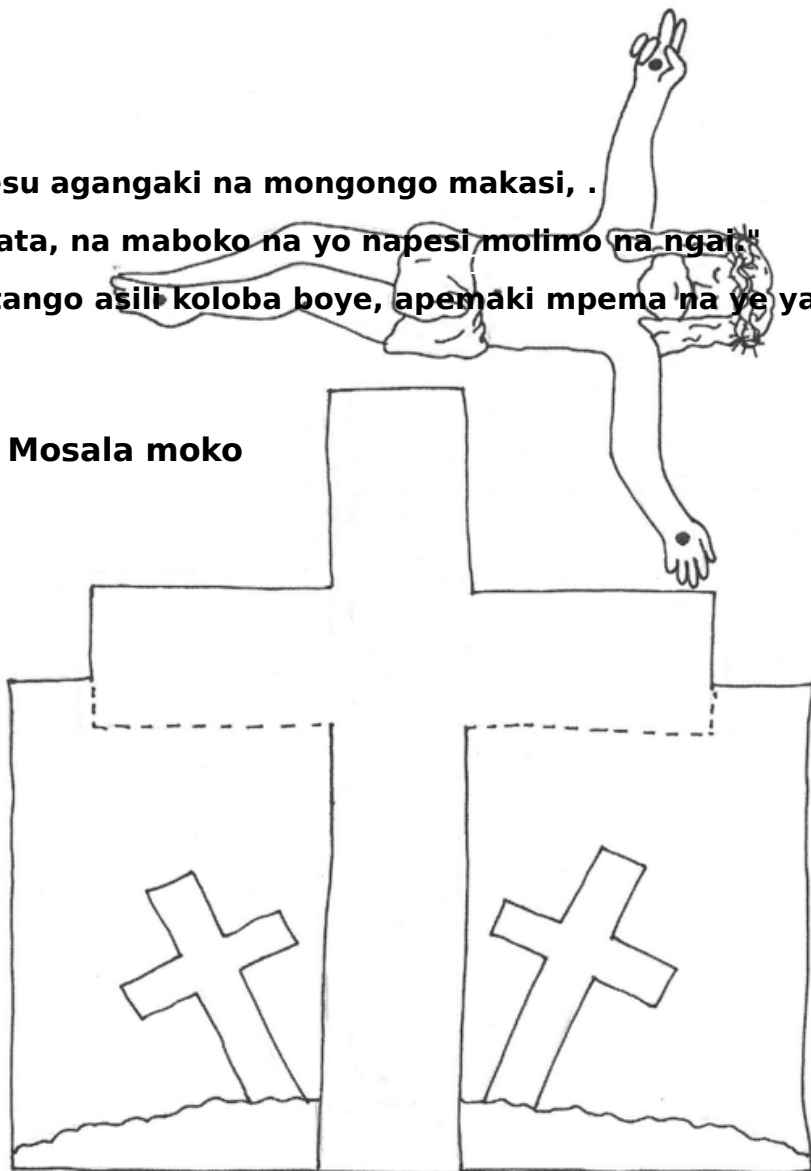 esu agangaki na mongongo makasi, .
ata, na maboko na yo napesi molimo na ngai."
tango asili koloba boye, apemaki mpema na ye ya
Mosala moko